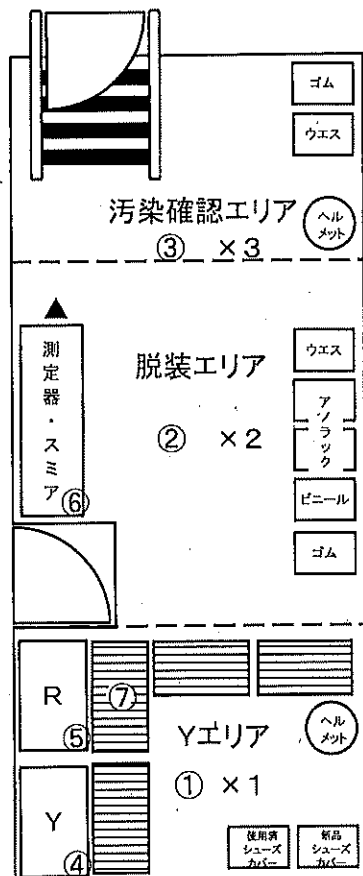 ゴム
ウエス
汚染確認エリア
ヘルメット
③ ×3
測定器・スミア
⑥
脱装エリア
② ×2
ウエス
アノラック
ビニール
ゴム
R
⑤
⑦
Yエリア
ヘルメット
① ×1
Y
④
使用済
シューズ
カバー
新品
シューズ
カバー